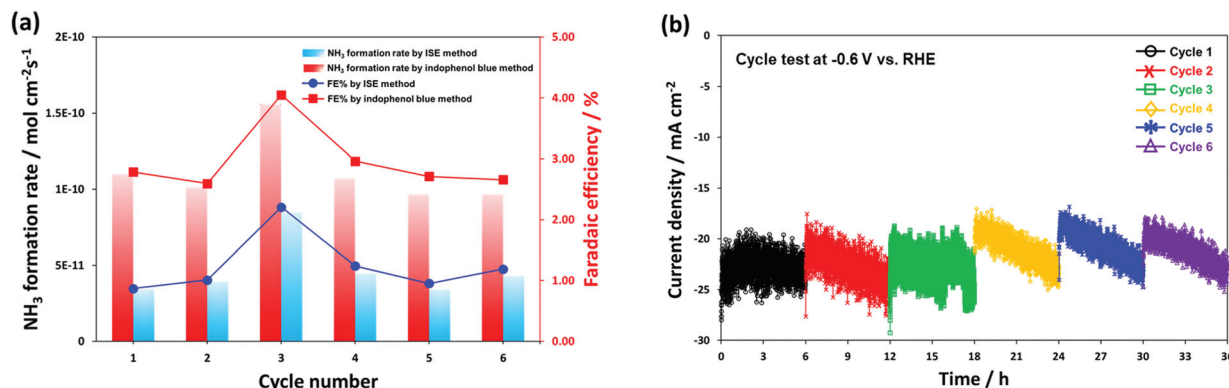 (a)
NH₃ formation rate / mol cm⁻²s⁻¹
2E-10
1.5E-10
1E-10
5E-11
0
NH₃ formation rate by ISE method
NH₃ formation rate by indophenol blue method
FE% by ISE method
FE% by indophenol blue method
5.00
4.00
3.00
2.00
1.00
0.00
Faradaic efficiency / %
1 2 3 4 5 6
Cycle number
(b)
Current density / mA cm⁻²
0
-5
-10
-15
-20
-25
-30
Cycle test at -0.6 V vs. RHE
Cycle 1
Cycle 2
Cycle 3
Cycle 4
Cycle 5
Cycle 6
0 3 6 9 12 15 18 21 24 27 30 33 36
Time / h